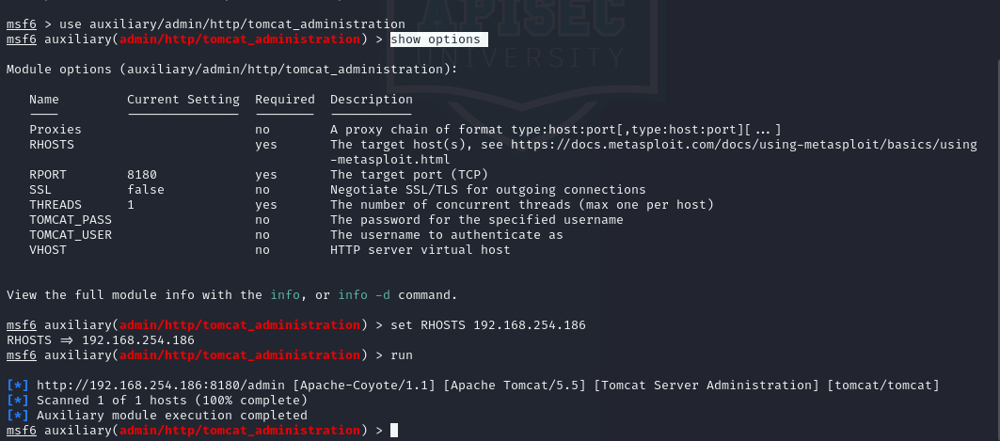 APISEC
UNIVERSITY
msf6 > use auxiliary/admin/http/tomcat_administration
msf6 auxiliary(admin/http/tomcat_administration) > show options
Module options (auxiliary/admin/http/tomcat_administration):
Name Current Setting Required Description
---- --------------- -------- -----------
Proxies no A proxy chain of format type:host:port[,type:host:port][...]
RHOSTS yes The target host(s), see https://docs.metasploit.com/docs/using-metasploit/basics/using
-metasploit.html
RPORT 8180 yes The target port (TCP)
SSL false no Negotiate SSL/TLS for outgoing connections
THREADS 1 yes The number of concurrent threads (max one per host)
TOMCAT_PASS no The password for the specified username
TOMCAT_USER no The username to authenticate as
VHOST no HTTP server virtual host
View the full module info with the info, or info -d command.
msf6 auxiliary(admin/http/tomcat_administration) > set RHOSTS 192.168.254.186
RHOSTS => 192.168.254.186
msf6 auxiliary(admin/http/tomcat_administration) > run
[*] http://192.168.254.186:8180/admin [Apache-Coyote/1.1] [Apache Tomcat/5.5] [Tomcat Server Administration] [tomcat/tomcat]
[*] Scanned 1 of 1 hosts (100% complete)
[*] Auxiliary module execution completed
msf6 auxiliary(admin/http/tomcat_administration) >